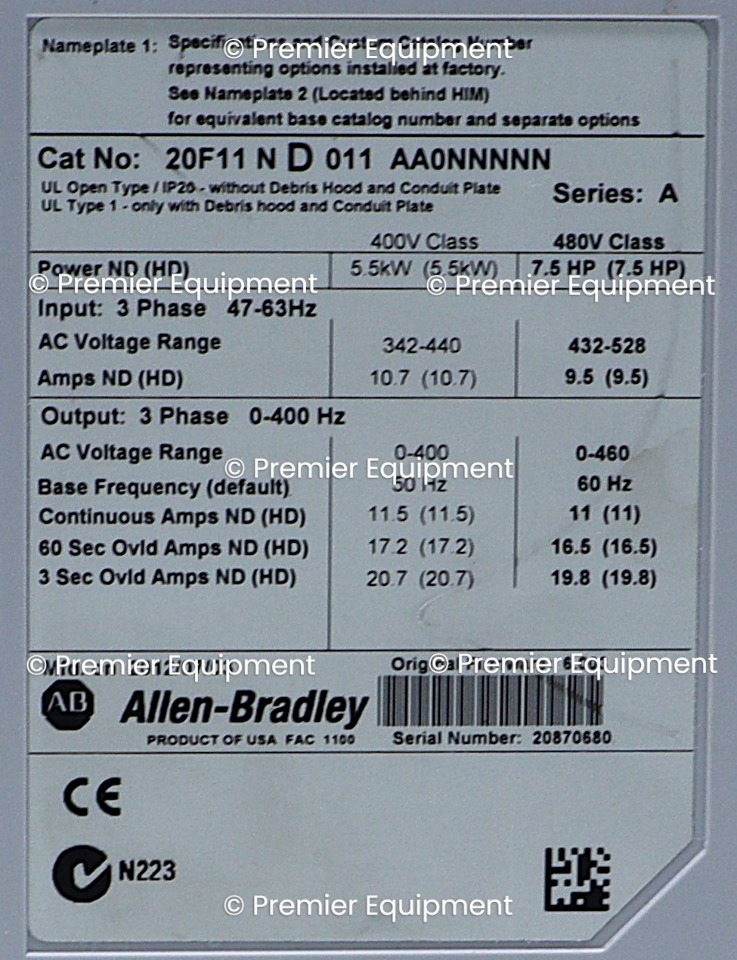 Nameplate 1: Specifications and Custom Catalog Number
© Premier Equipment
representing options installed at factory.
See Nameplate 2 (Located behind HIM)
for equivalent base catalog number and separate options
Cat No: 20F11 N D 011 AA0NNNNN
UL Open Type / IP20 - without Debris Hood and Conduit Plate
UL Type 1 - only with Debris hood and Conduit Plate
Series: A
400V Class 480V Class
Power ND (HD) 5.5kW (5.5kW) 7.5 HP (7.5 HP)
© Premier Equipment © Premier Equipment
Input: 3 Phase 47-63Hz
AC Voltage Range 342-440 432-528
Amps ND (HD) 10.7 (10.7) 9.5 (9.5)
Output: 3 Phase 0-400 Hz
AC Voltage Range 0-400 0-460
© Premier Equipment
Base Frequency (default) 50 Hz 60 Hz
Continuous Amps ND (HD) 11.5 (11.5) 11 (11)
60 Sec Ovld Amps ND (HD) 17.2 (17.2) 16.5 (16.5)
3 Sec Ovld Amps ND (HD) 20.7 (20.7) 19.8 (19.8)
© Premier Equipment © Premier Equipment
AB Allen-Bradley
PRODUCT OF USA FAC 1100 Serial Number: 20870680
CE
N223
© Premier Equipment